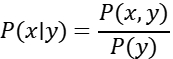 P(x|y) = P(x, y) / P(y)